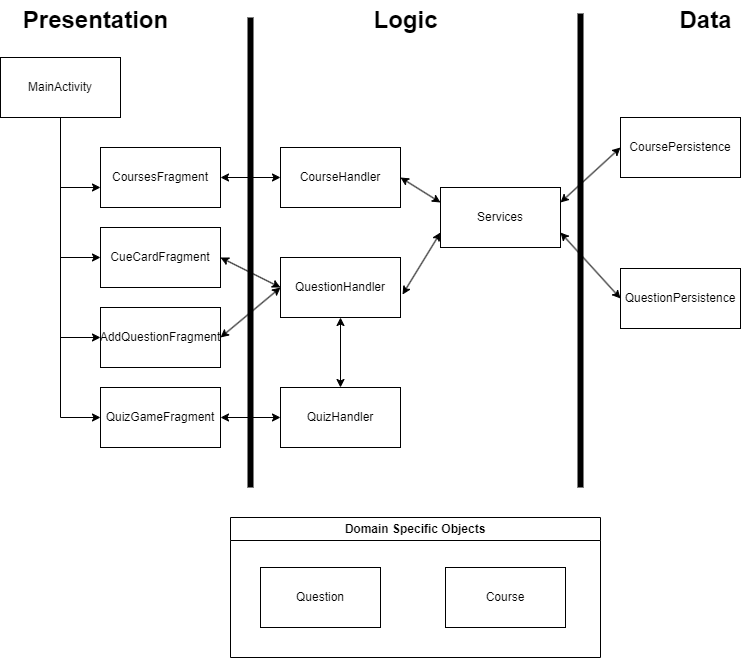 Presentation
Logic
Data
MainActivity
CoursesFragment
CourseHandler
CoursePersistence
Services
CueCardFragment
QuestionHandler
QuestionPersistence
AddQuestionFragment
QuizGameFragment
QuizHandler
Domain Specific Objects
Question
Course